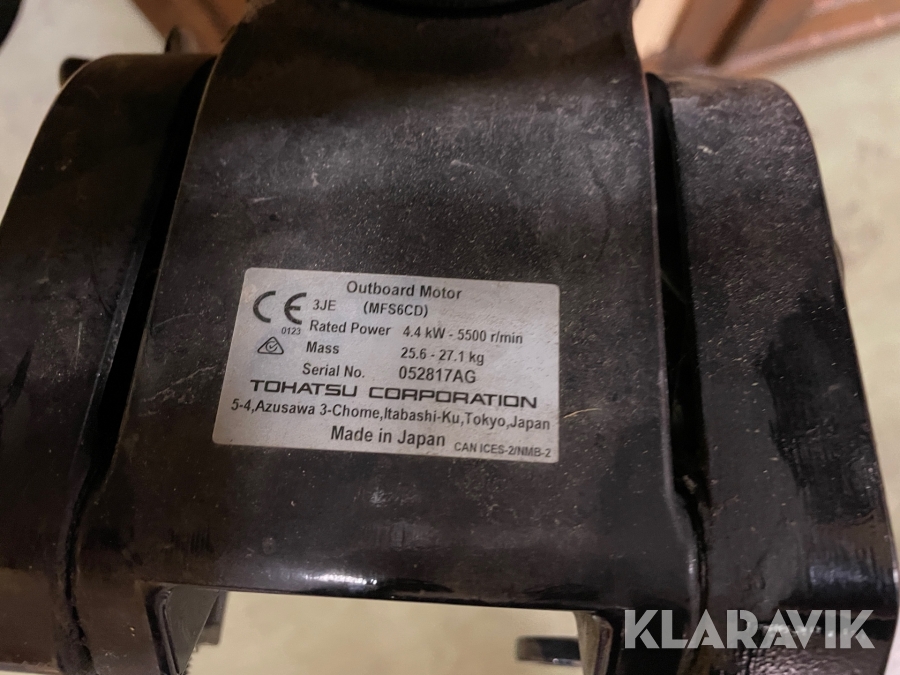 Outboard Motor
CE 3JE (MFS6CD)
0123 Rated Power 4.4 kW - 5500 r/min
Mass 25.6 - 27.1 kg
Serial No. 052817AG
TOHATSU CORPORATION
5-4,Azusawa 3-Chome,Itabashi-Ku,Tokyo,Japan
Made in Japan CAN ICES-2/NMB-2
KLARAVIK